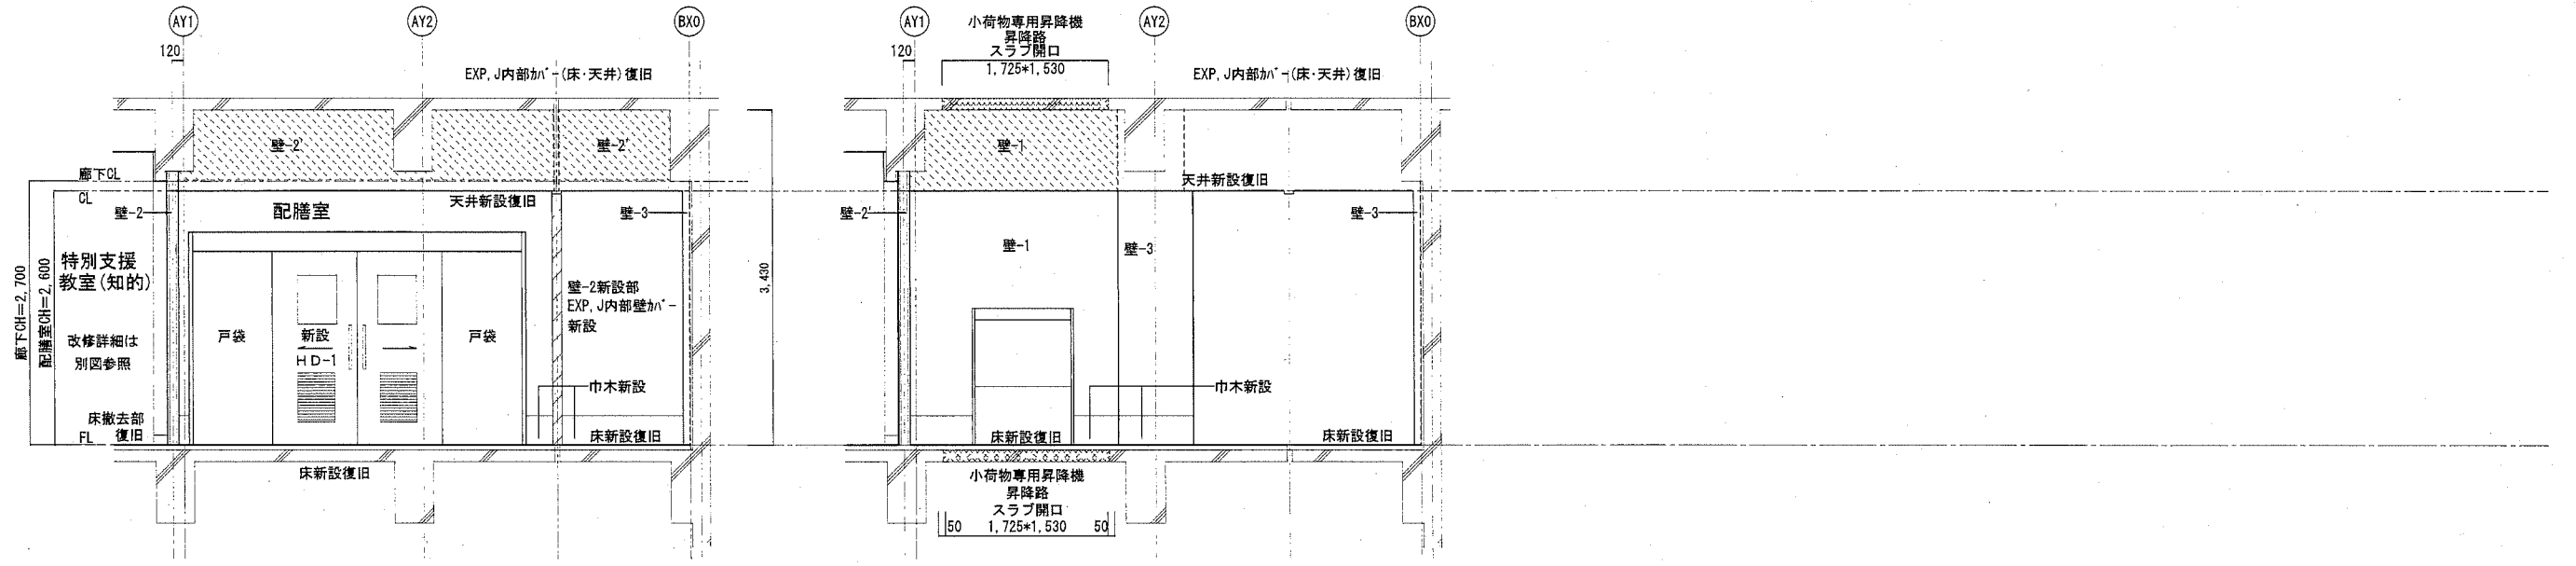 AY1
AY2
BX0
120
EXP, J内部ｶﾊﾞｰ(床・天井)復旧
壁-2'
壁-2'
廊下CL
CL
天井新設復旧
壁-2
配膳室
壁-3
廊下CH=2,700
配膳室CH=2,600
特別支援
教室(知的)
3,430
壁-2新設部
EXP, J内部壁ｶﾊﾞｰ
新設
改修詳細は
別図参照
戸袋
新設
HD-1
戸袋
巾木新設
床撤去部
復旧
FL
床新設復旧
床新設復旧
AY1
AY2
BX0
小荷物専用昇降機
昇降路
スラブ開口
1,725*1,530
120
EXP, J内部ｶﾊﾞｰ(床・天井)復旧
壁-1
天井新設復旧
壁-2'
壁-3
壁-1
壁-3
巾木新設
床新設復旧
床新設復旧
小荷物専用昇降機
昇降路
スラブ開口
50 1,725*1,530 50